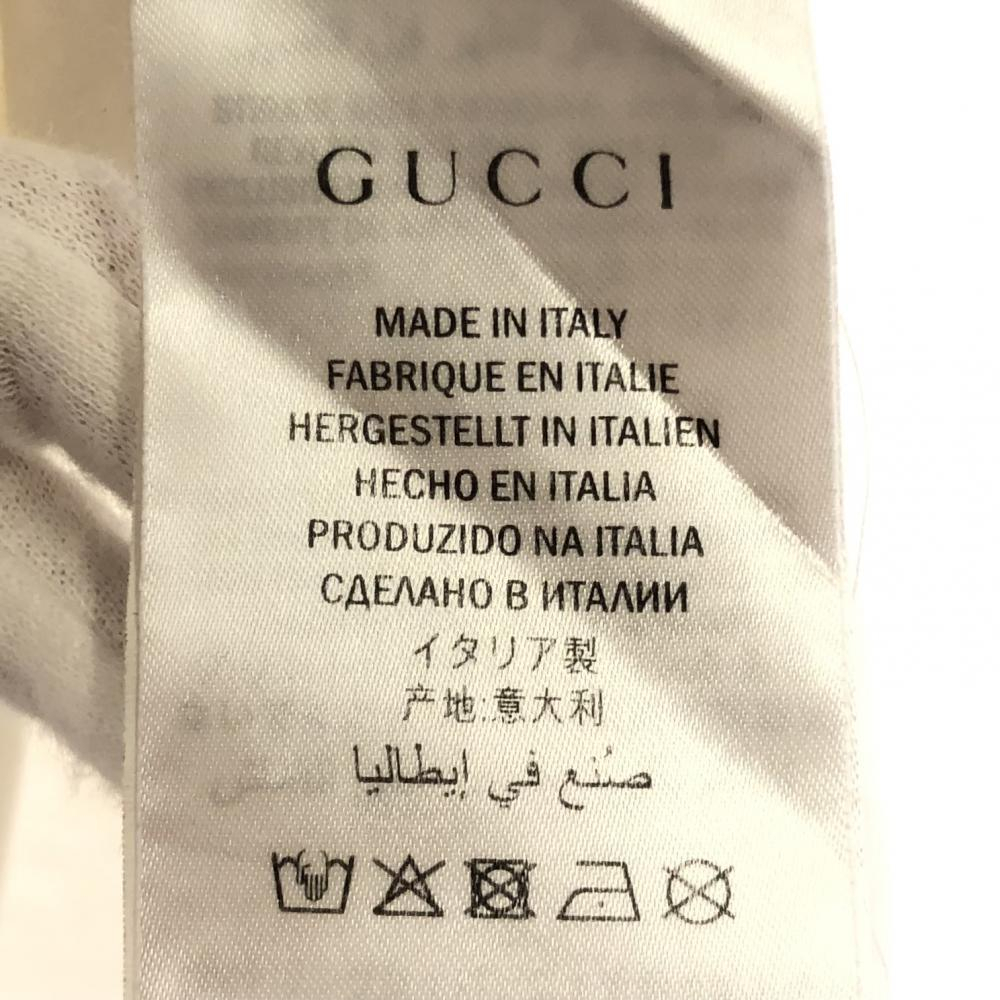 GUCCI
MADE IN ITALY
FABRIQUE EN ITALIE
HERGESTELLT IN ITALIEN
HECHO EN ITALIA
PRODUZIDO NA ITALIA
СДЕЛАНО В ИТАЛИИ
イタリア製
产地:意大利
صُنع في إيطاليا